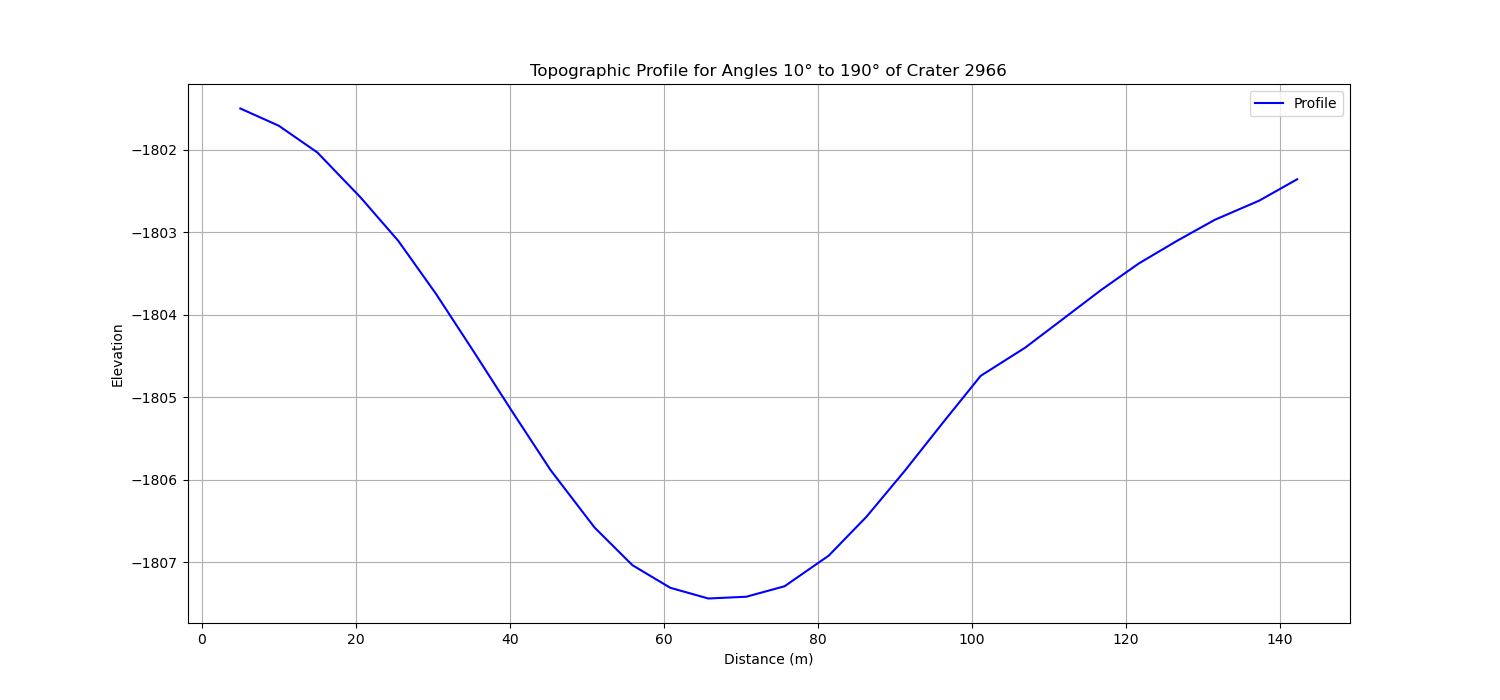 Topographic Profile for Angles 10° to 190° of Crater 2966
Profile
−1802
−1803
−1804
−1805
−1806
−1807
Elevation
0 20 40 60 80 100 120 140
Distance (m)